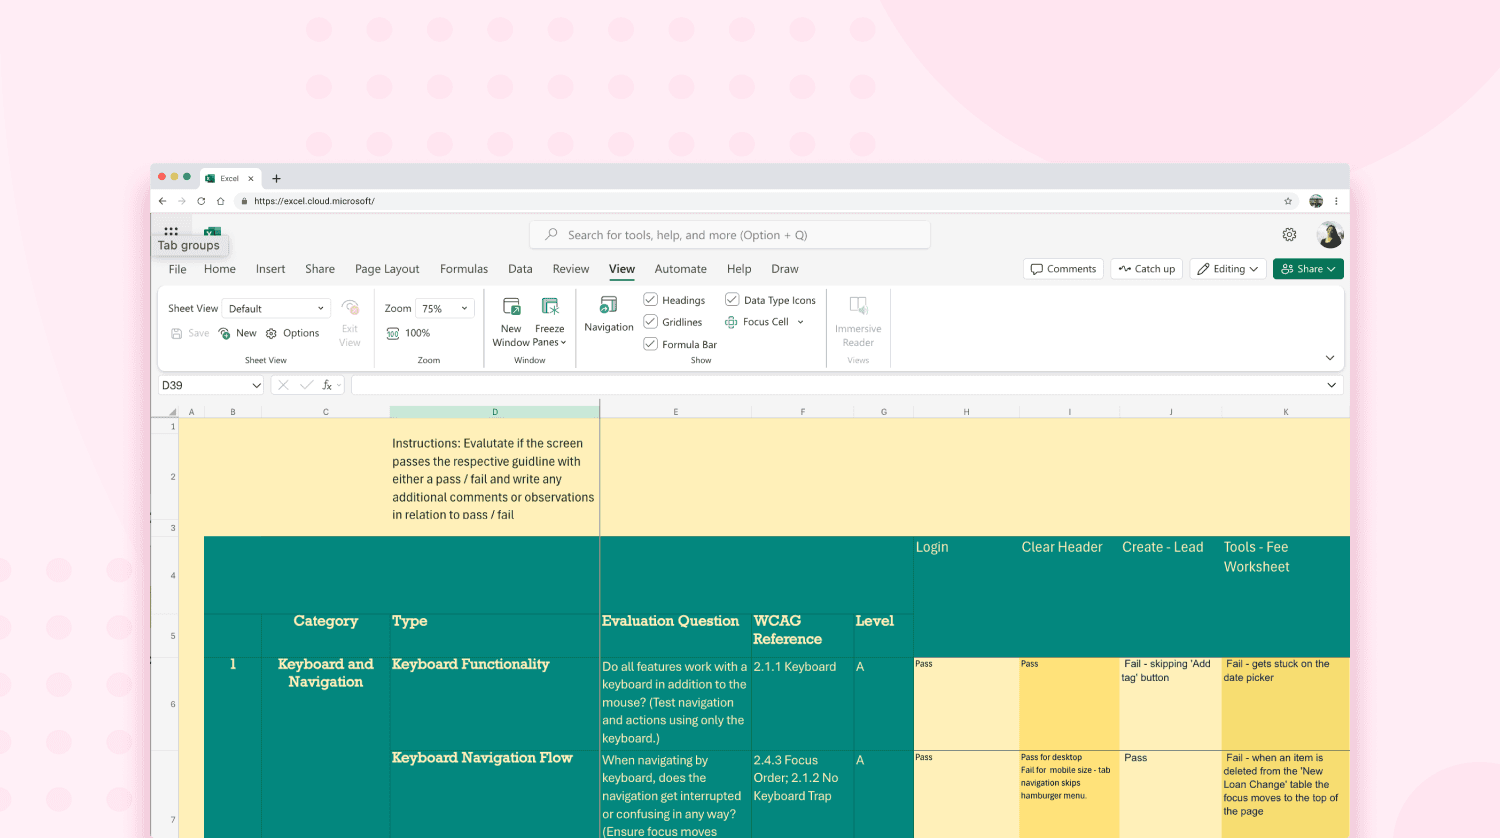 Excel
https://excel.cloud.microsoft/
Search for tools, help, and more (Option + Q)
Tab groups
File Home Insert Share Page Layout Formulas Data Review View Automate Help Draw
Comments Catch up Editing Share
Sheet View Default
Save New Options
Exit
View
Sheet View
Zoom 75%
100
100%
Zoom
New
Window
Freeze
Panes
Window
Navigation
Headings
Gridlines
Formula Bar
Data Type Icons
Focus Cell
Show
Immersive
Reader
Views
D39
fx
A B C D E F G H I J K
1
2
Instructions: Evalutate if the screen
passes the respective guidline with
either a pass / fail and write any
additional comments or observations
in relation to pass / fail
3
4
Login
Clear Header
Create - Lead
Tools - Fee
Worksheet
5
Category
Type
Evaluation Question
WCAG
Reference
Level
6
1
Keyboard and
Navigation
Keyboard Functionality
Do all features work with a
keyboard in addition to the
mouse? (Test navigation
and actions using only the
keyboard.)
2.1.1 Keyboard
A
Pass
Pass
Fail - skipping 'Add
tag' button
Fail - gets stuck on the
date picker
7
Keyboard Navigation Flow
When navigating by
keyboard, does the
navigation get interrupted
or confusing in any way?
(Ensure focus moves
2.4.3 Focus
Order; 2.1.2 No
Keyboard Trap
A
Pass
Pass for desktop
Fail for mobile size - tab
navigation skips
hamburger menu.
Pass
Fail - when an item is
deleted from the 'New
Loan Change' table the
focus moves to the top of
the page